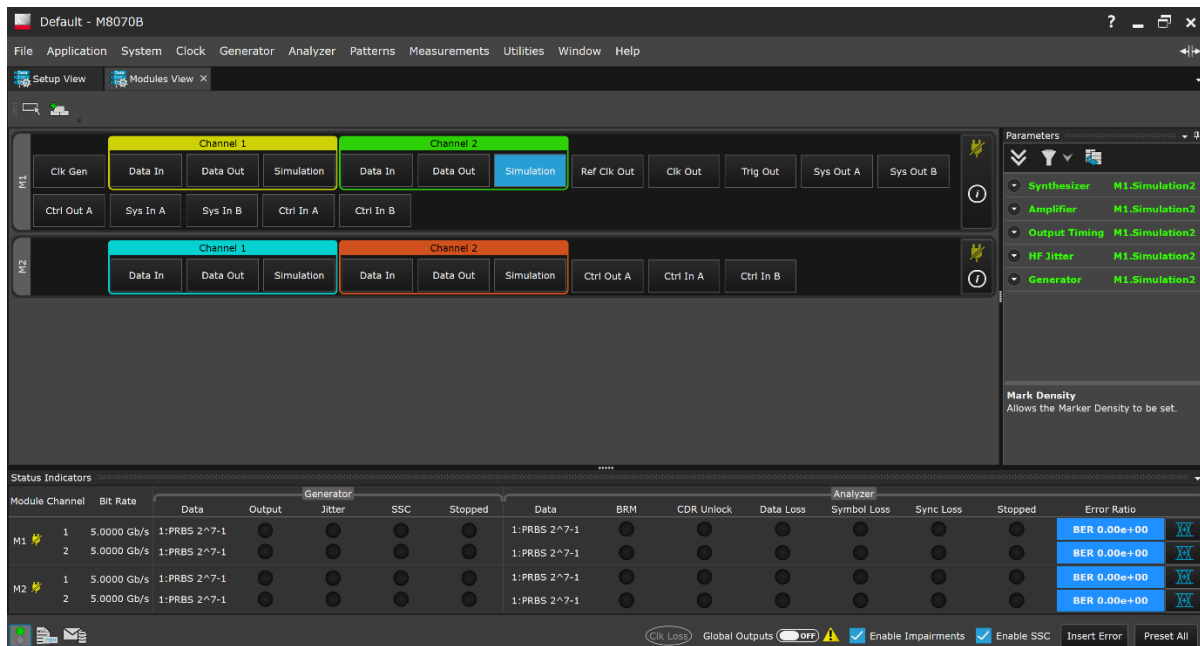 Default - M8070B
?
File Application System Clock Generator Analyzer Patterns Measurements Utilities Window Help
Setup View Modules View
Parameters
Channel 1 Channel 2
M1 Clk Gen Data In Data Out Simulation Data In Data Out Simulation Ref Clk Out Clk Out Trig Out Sys Out A Sys Out B
Ctrl Out A Sys In A Sys In B Ctrl In A Ctrl In B
Synthesizer M1.Simulation2
Amplifier M1.Simulation2
Output Timing M1.Simulation2
HF Jitter M1.Simulation2
Generator M1.Simulation2
Channel 1 Channel 2
M2 Data In Data Out Simulation Data In Data Out Simulation Ctrl Out A Ctrl In A Ctrl In B
Mark Density
Allows the Marker Density to be set.
Status Indicators
Generator Analyzer
Module Channel Bit Rate Data Output Jitter SSC Stopped Data BRM CDR Unlock Data Loss Symbol Loss Sync Loss Stopped Error Ratio
M1 1 5.0000 Gb/s 1:PRBS 2^7-1 1:PRBS 2^7-1 BER 0.00e+00
2 5.0000 Gb/s 1:PRBS 2^7-1 1:PRBS 2^7-1 BER 0.00e+00
M2 1 5.0000 Gb/s 1:PRBS 2^7-1 1:PRBS 2^7-1 BER 0.00e+00
2 5.0000 Gb/s 1:PRBS 2^7-1 1:PRBS 2^7-1 BER 0.00e+00
Clk Loss Global Outputs OFF Enable Impairments Enable SSC Insert Error Preset All